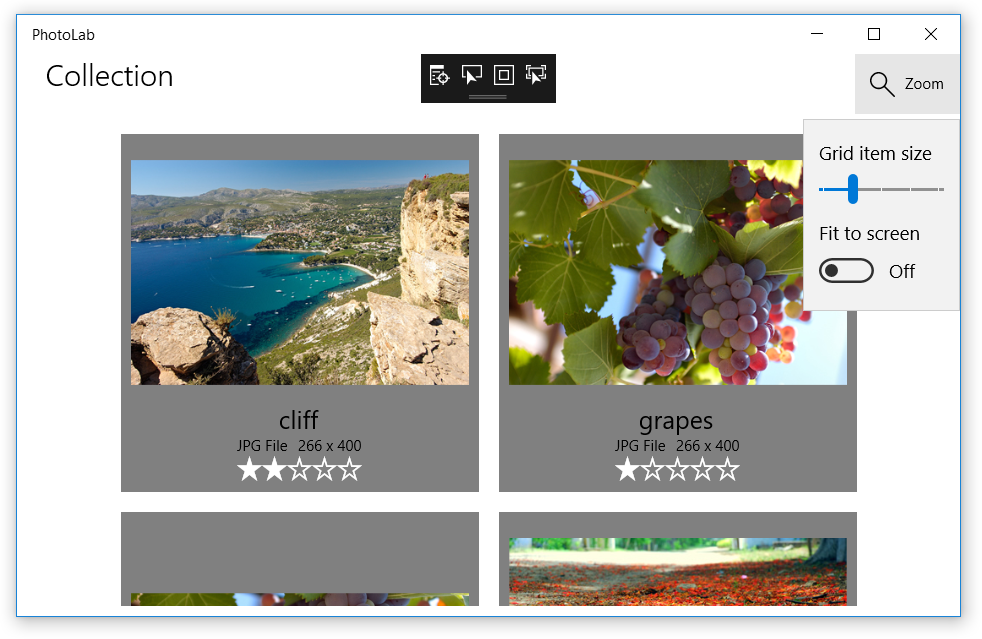 PhotoLab
Collection
Zoom
Grid item size
Fit to screen
Off
cliff
JPG File 266 x 400
grapes
JPG File 266 x 400